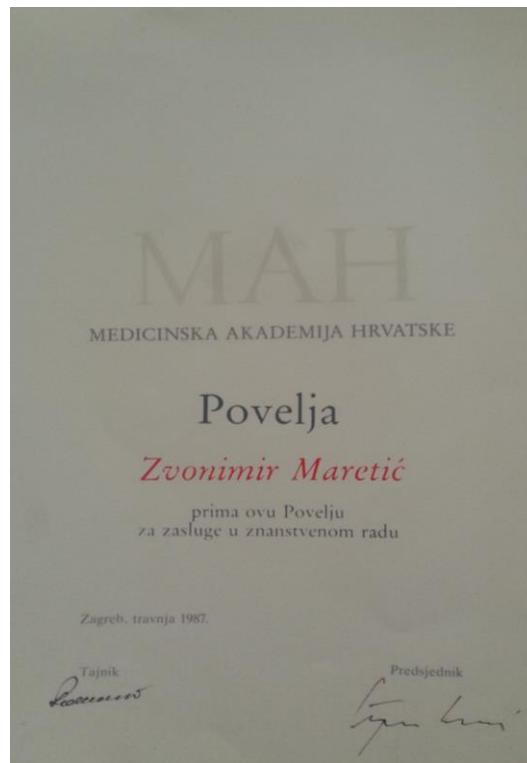 MAH
MEDICINSKA AKADEMIJA HRVATSKE
Povelja
Zvonimir Maretić
prima ovu Povelju
za zasluge u znanstvenom radu
Zagreb, travnja 1987.
Tajnik
Predsjednik